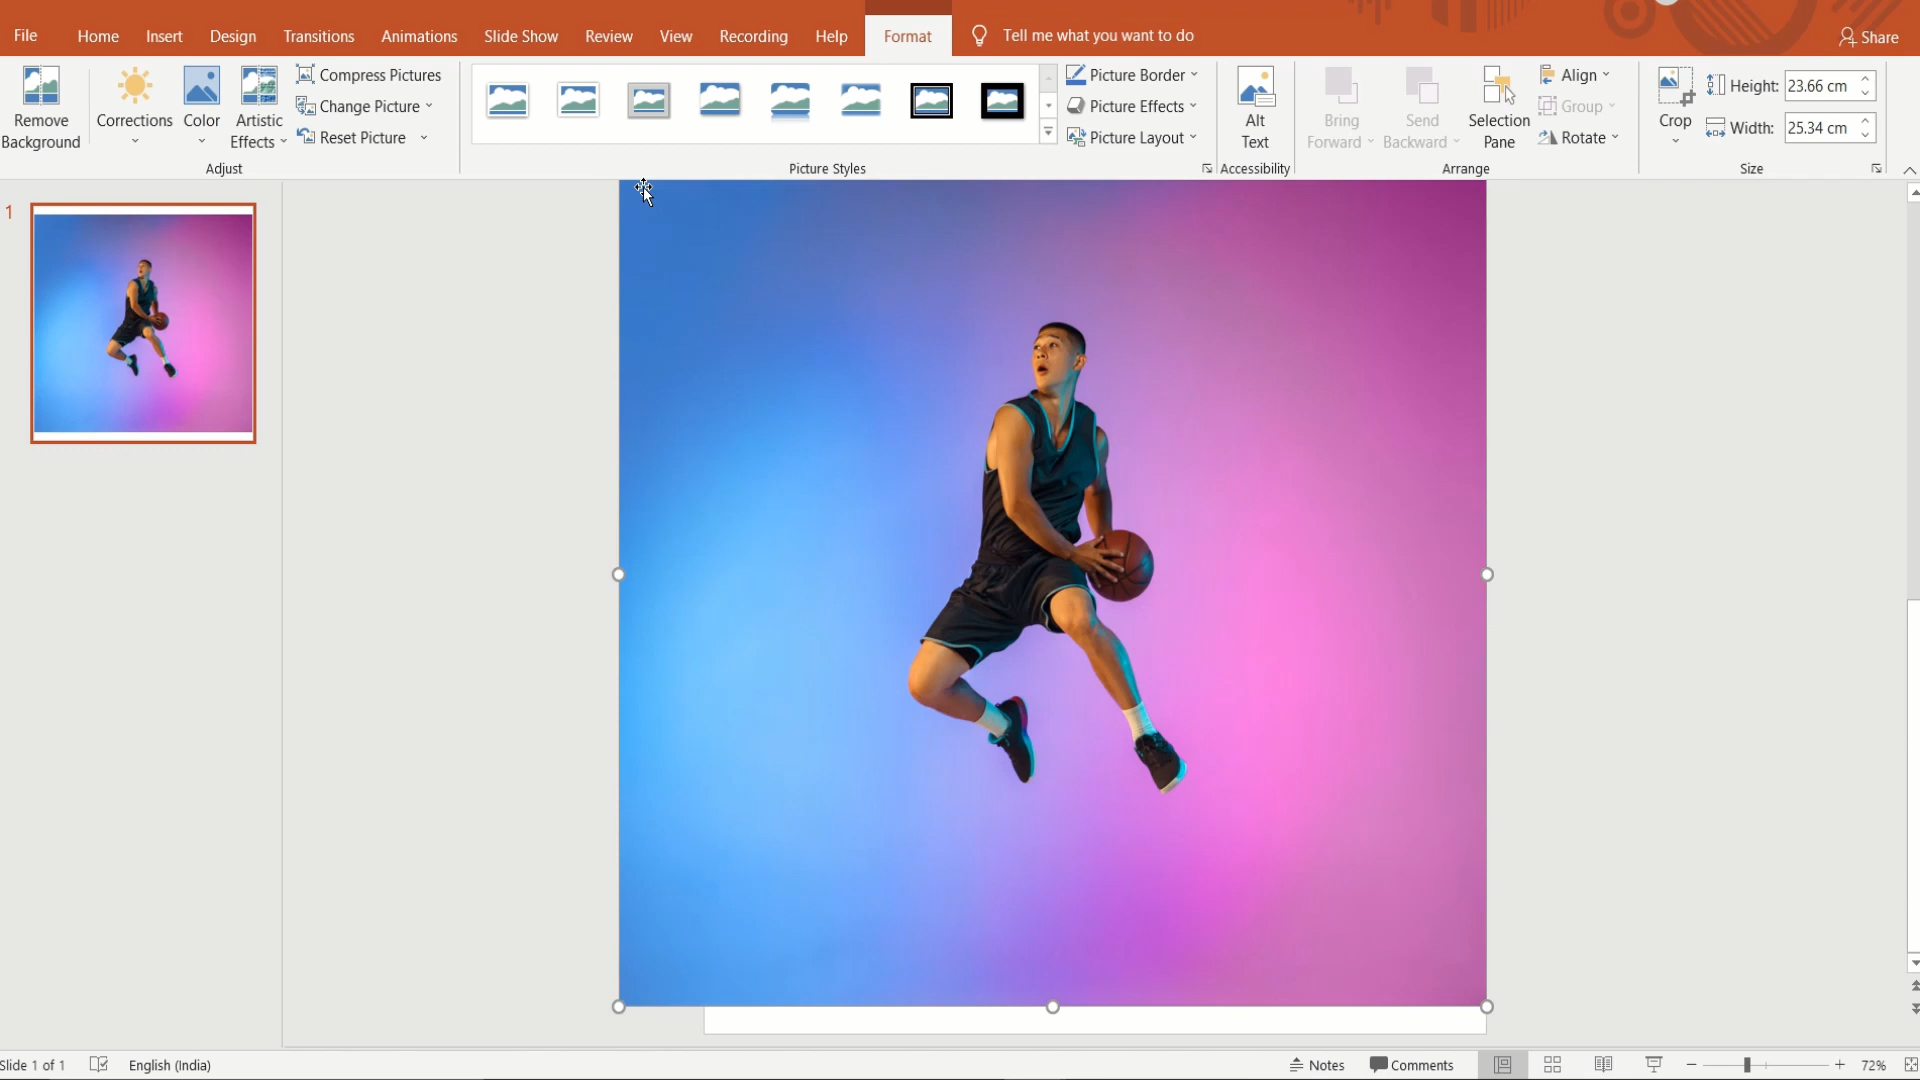 File Home Insert Design Transitions Animations Slide Show Review View Recording Help Format Tell me what you want to do Share
Remove
Background
Corrections
Color
Artistic
Effects
Compress Pictures
Change Picture
Reset Picture
Adjust
Picture Styles
Picture Border
Picture Effects
Picture Layout
Alt
Text
Accessibility
Bring
Forward
Send
Backward
Selection
Pane
Align
Group
Rotate
Arrange
Crop
Height: 23.66 cm
Width: 25.34 cm
Size
1
Slide 1 of 1 English (India) Notes Comments 72%